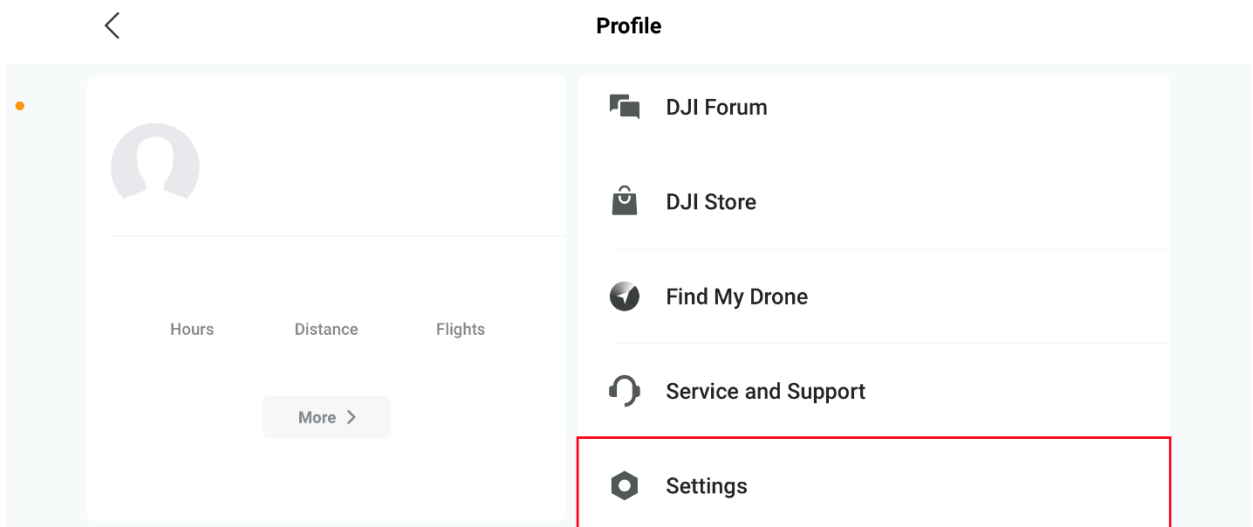 Profile
DJI Forum
DJI Store
Find My Drone
Service and Support
Settings
Hours Distance Flights
More